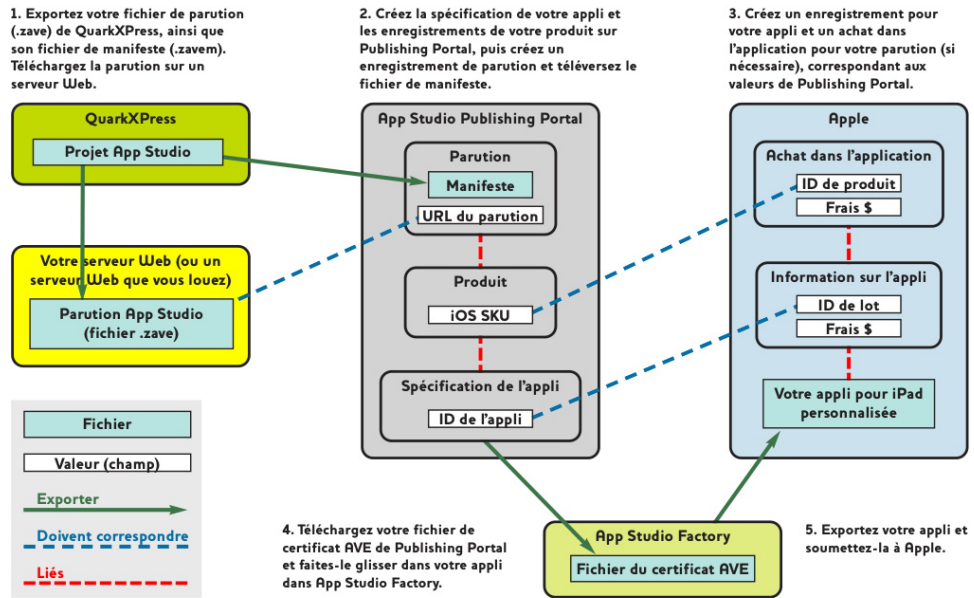 1. Exportez votre fichier de parution
(.zave) de QuarkXPress, ainsi que
son fichier de manifeste (.zavem).
Téléchargez la parution sur un
serveur Web.
2. Créez la spécification de votre appli et
les enregistrements de votre produit sur
Publishing Portal, puis créez un
enregistrement de parution et téléversez le
fichier de manifeste.
3. Créez un enregistrement pour
votre appli et un achat dans
l'application pour votre parution (si
nécessaire), correspondant aux
valeurs de Publishing Portal.
QuarkXPress
Projet App Studio
Votre serveur Web (ou un
serveur Web que vous louez)
Parution App Studio
(fichier .zave)
App Studio Publishing Portal
Parution
Manifeste
URL du parution
Produit
iOS SKU
Spécification de l'appli
ID de l'appli
Apple
Achat dans l'application
ID de produit
Frais $
Information sur l'appli
ID de lot
Frais $
Votre appli pour iPad
personnalisée
Fichier
Valeur (champ)
Exporter
Doivent correspondre
Liés
4. Téléchargez votre fichier de
certificat AVE de Publishing Portal
et faites-le glisser dans votre appli
dans App Studio Factory.
App Studio Factory
Fichier du certificat AVE
5. Exportez votre appli et
soumettez-la à Apple.